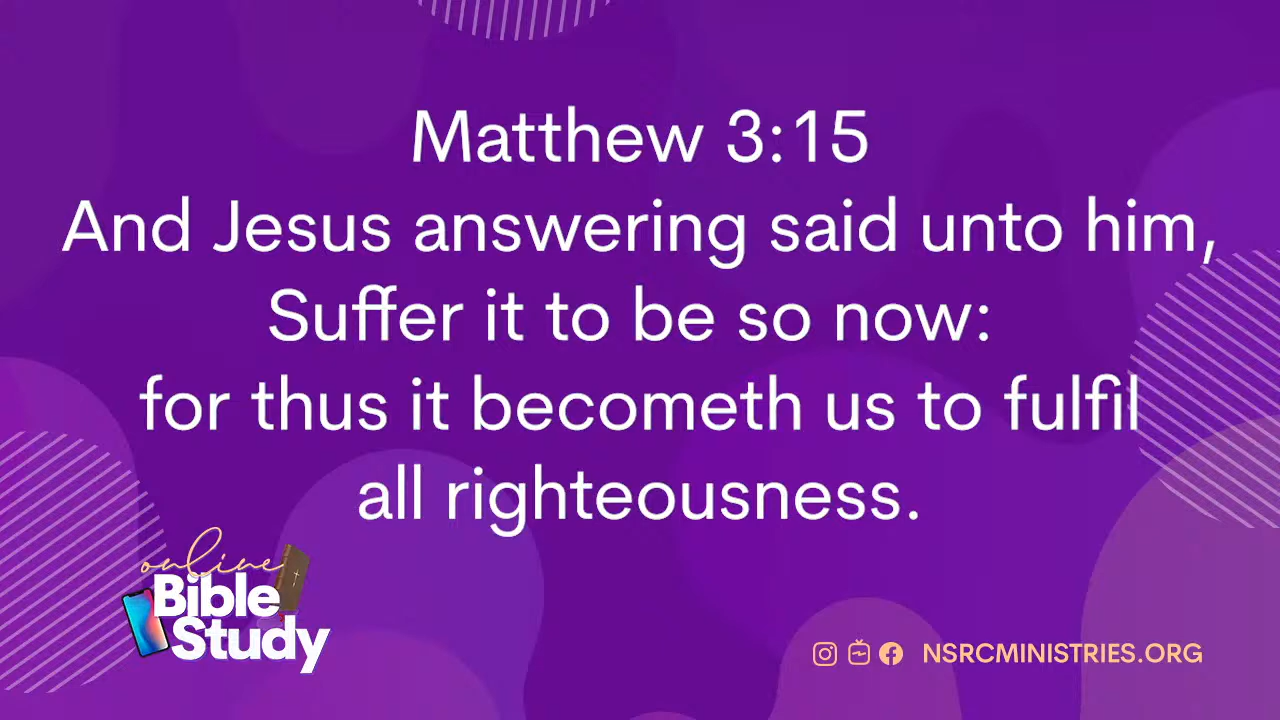 Matthew 3:15
And Jesus answering said unto him,
Suffer it to be so now:
for thus it becometh us to fulfil
all righteousness.
online
Bible
Study
NSRCMINISTRIES.ORG